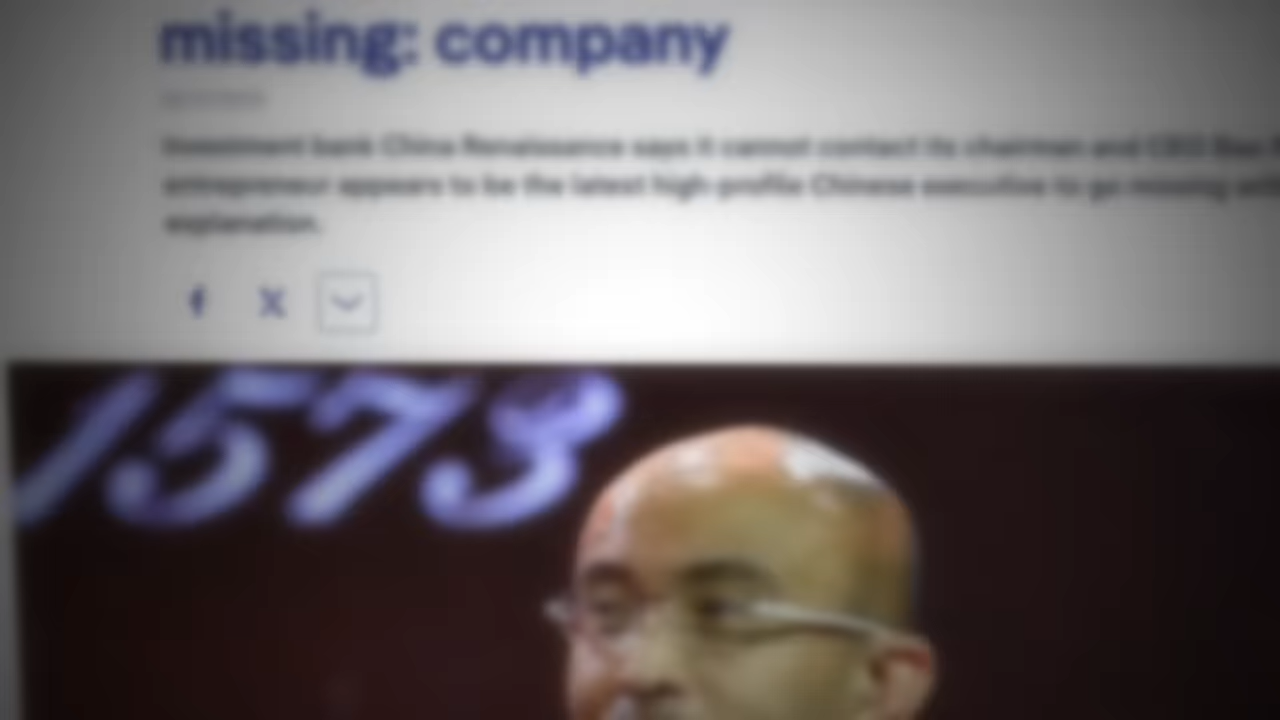 missing: company
Investment bank China Renaissance says it cannot contact its chairman and CEO Bao
entrepreneur appears to be the latest high-profile Chinese executive to go missing
explanation.
1573